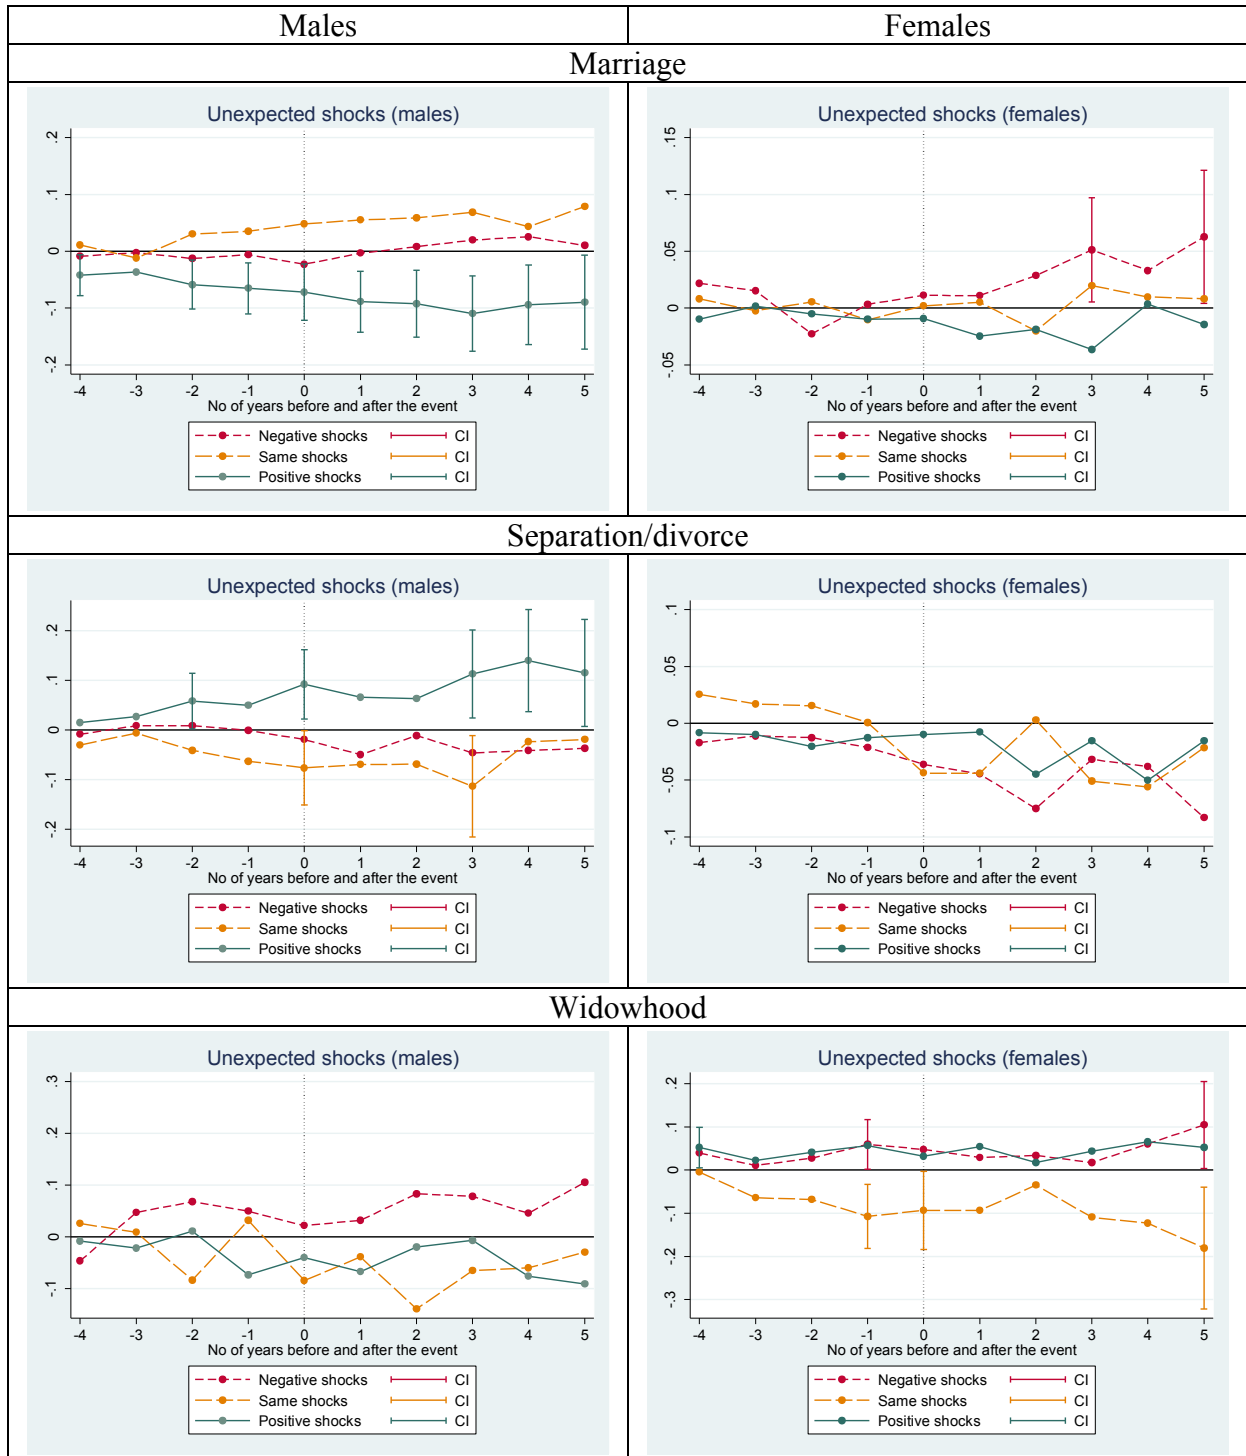 Males Females
Marriage
Unexpected shocks (males)
.2
.1
0
-.1
-.2
-4 -3 -2 -1 0 1 2 3 4 5
No of years before and after the event
Negative shocks CI
Same shocks CI
Positive shocks CI
Unexpected shocks (females)
.15
.1
.05
0
-.05
-4 -3 -2 -1 0 1 2 3 4 5
No of years before and after the event
Negative shocks CI
Same shocks CI
Positive shocks CI
Separation/divorce
Unexpected shocks (males)
.2
.1
0
-.1
-.2
-4 -3 -2 -1 0 1 2 3 4 5
No of years before and after the event
Negative shocks CI
Same shocks CI
Positive shocks CI
Unexpected shocks (females)
.1
.05
0
-.05
-.1
-4 -3 -2 -1 0 1 2 3 4 5
No of years before and after the event
Negative shocks CI
Same shocks CI
Positive shocks CI
Widowhood
Unexpected shocks (males)
.3
.2
.1
0
-.1
-4 -3 -2 -1 0 1 2 3 4 5
No of years before and after the event
Negative shocks CI
Same shocks CI
Positive shocks CI
Unexpected shocks (females)
.2
.1
0
-.1
-.2
-.3
-4 -3 -2 -1 0 1 2 3 4 5
No of years before and after the event
Negative shocks CI
Same shocks CI
Positive shocks CI